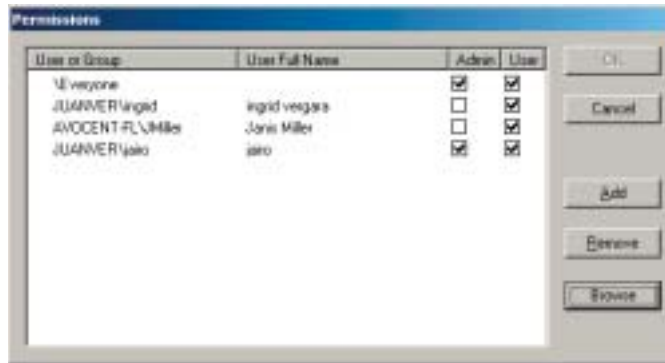 Permissions
User or Group User Full Name Admin User
\Everyone
JUANVER\ingrid ingrid vergara
AVOCENT-FL\JMiller Janis Miller
JUANVER\jairo jairo
OK
Cancel
Add
Remove
Browse